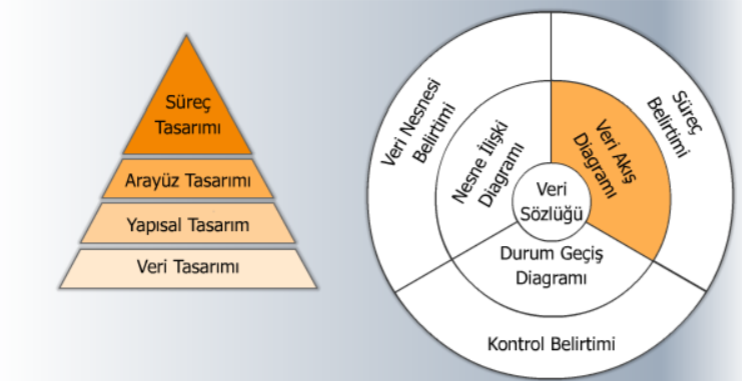 Süreç
Tasarımı
Arayüz Tasarımı
Yapısal Tasarım
Veri Tasarımı
Veri Nesnesi
Belirtimi
Nesne İlişki
Diagramı
Veri Akış
Diagramı
Süreç
Belirtimi
Veri
Sözlüğü
Durum Geçiş
Diagramı
Kontrol Belirtimi